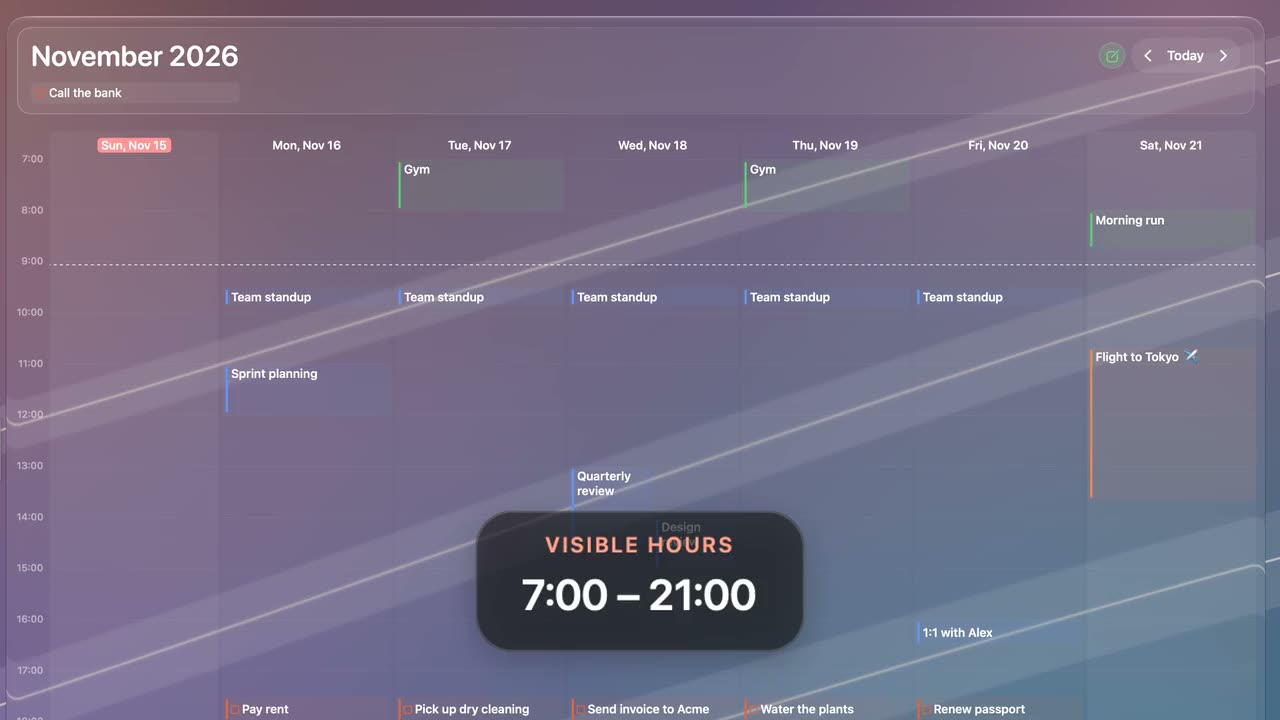 November 2026
Today
Call the bank
Sun, Nov 15
Mon, Nov 16
Tue, Nov 17
Wed, Nov 18
Thu, Nov 19
Fri, Nov 20
Sat, Nov 21
7:00
Gym
Gym
8:00
Morning run
9:00
Team standup
Team standup
Team standup
Team standup
Team standup
10:00
11:00
Flight to Tokyo ✈️
Sprint planning
12:00
13:00
Quarterly
review
14:00
Design
VISIBLE HOURS
7:00 – 21:00
15:00
16:00
1:1 with Alex
17:00
Pay rent
Pick up dry cleaning
Send invoice to Acme
Water the plants
Renew passport